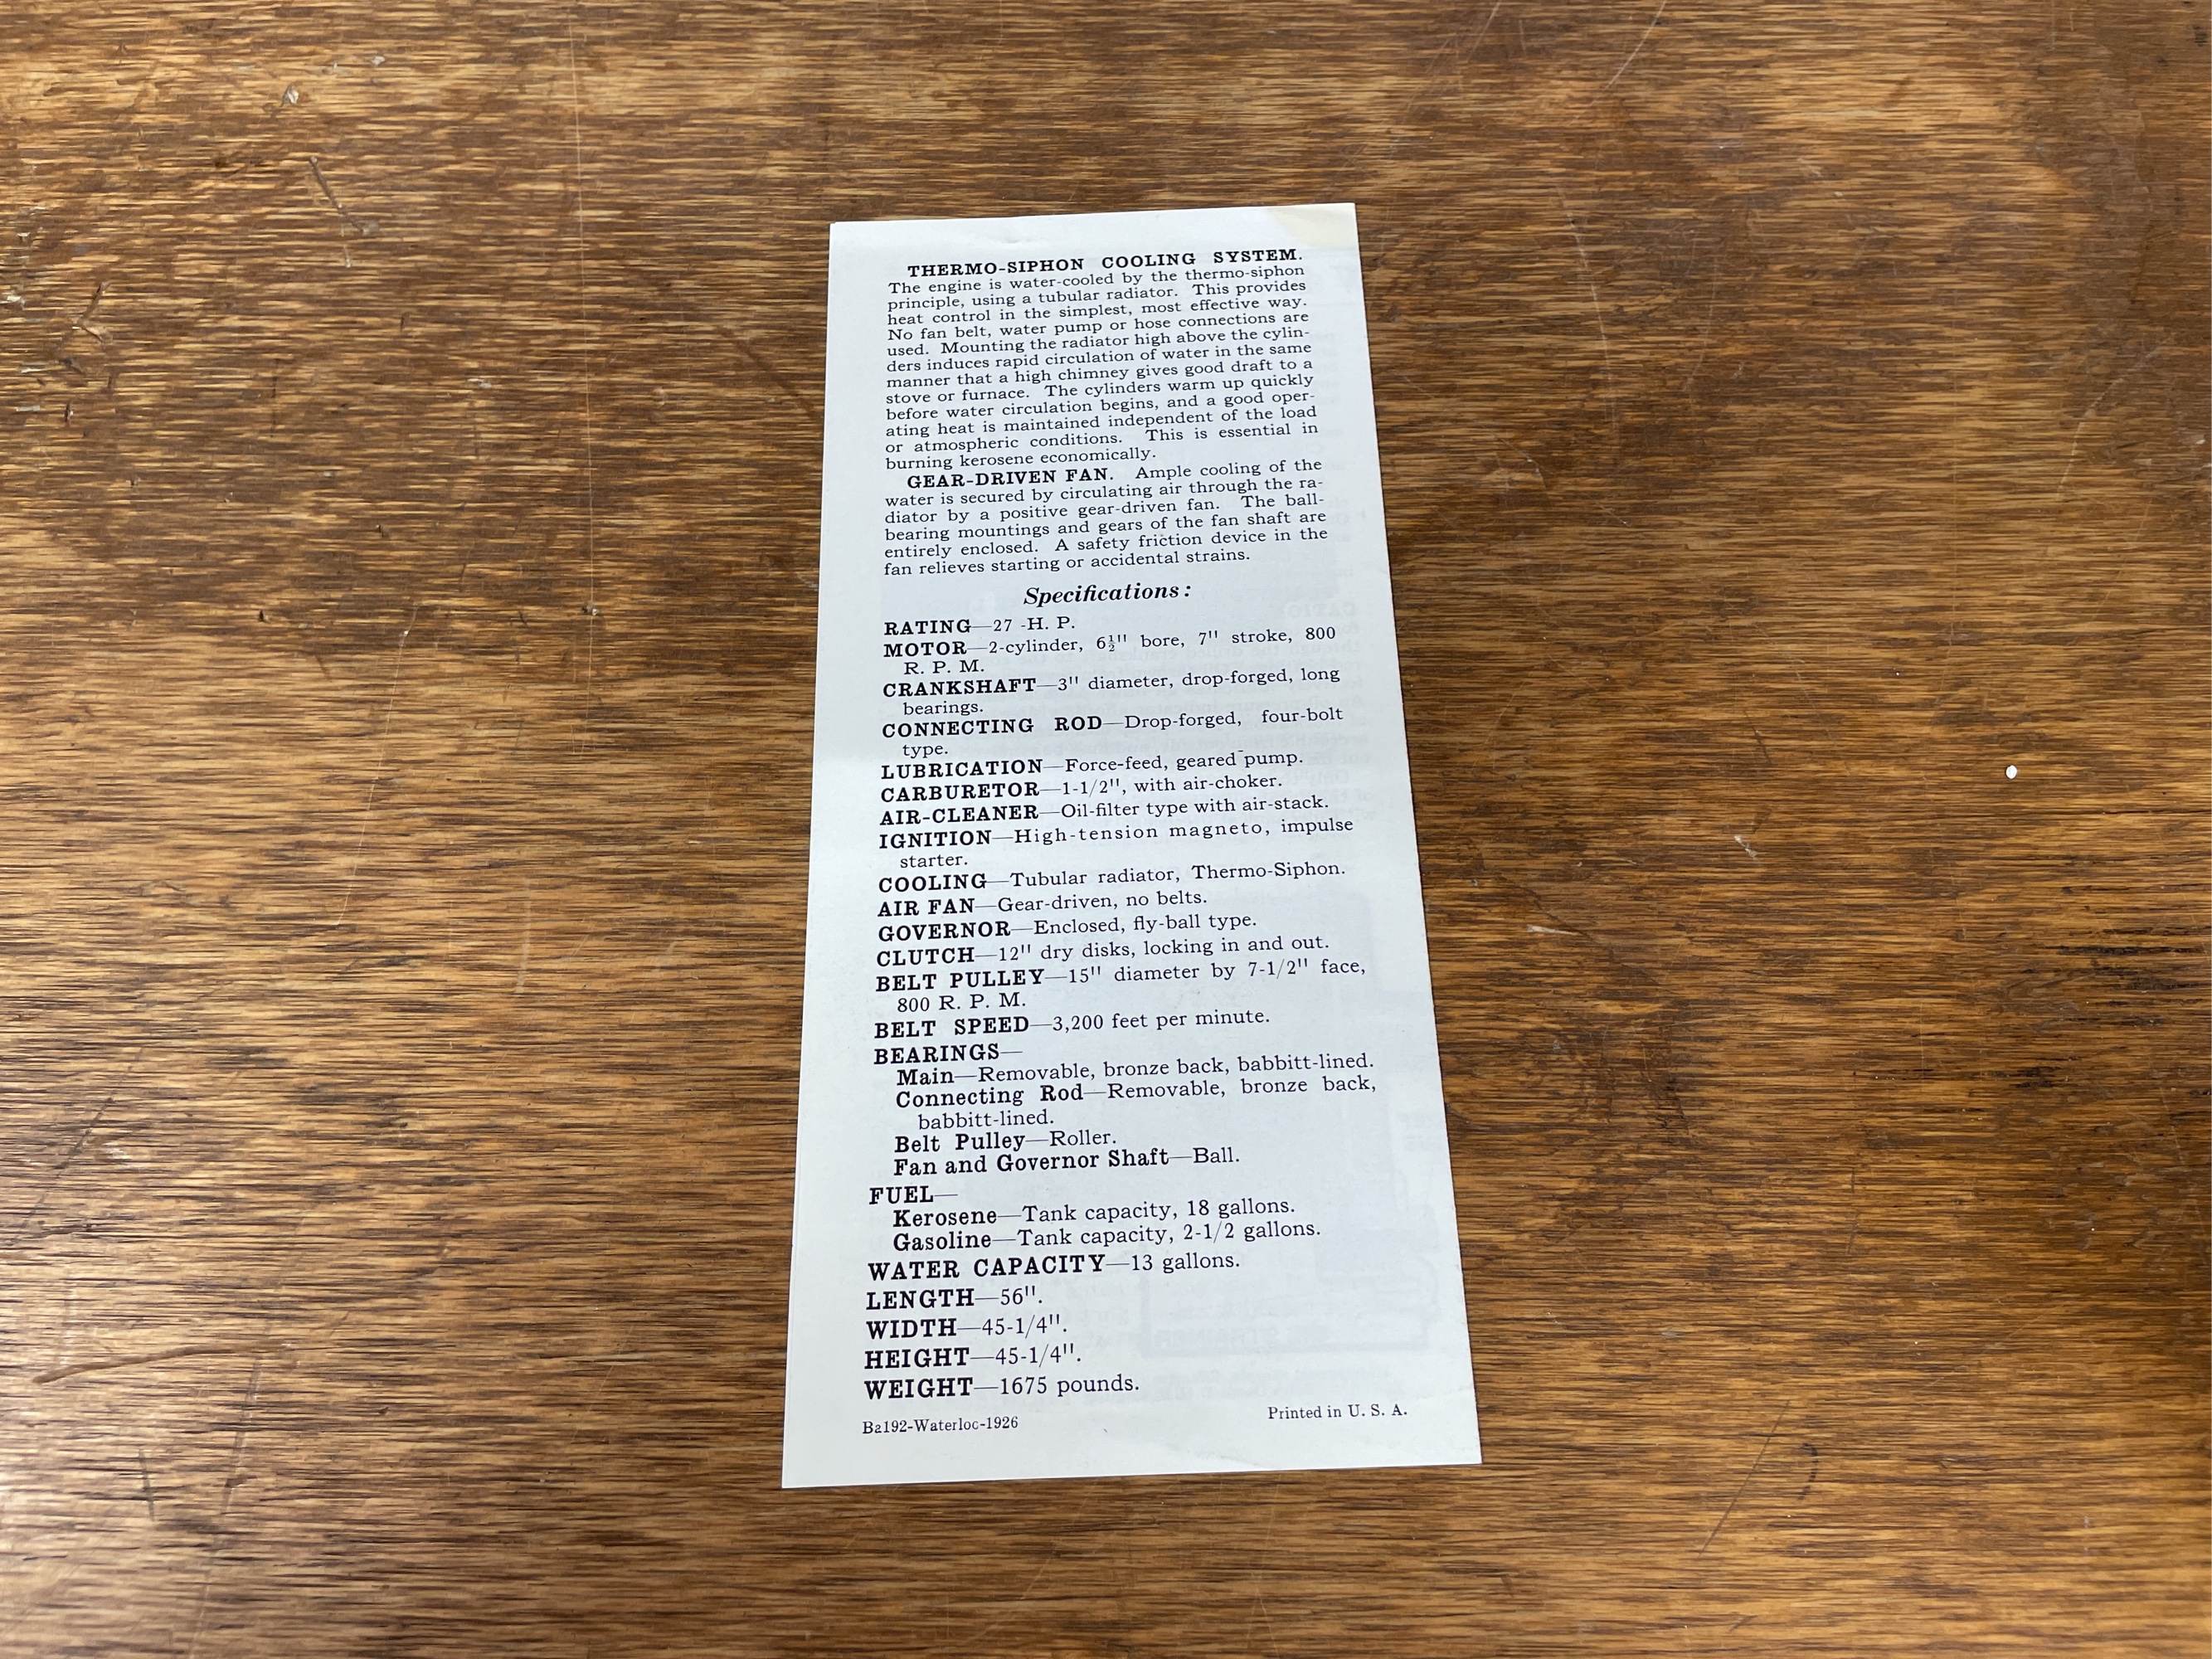 THERMO-SIPHON COOLING SYSTEM.
The engine is water-cooled by the thermo-siphon
principle, using a tubular radiator. This provides
heat control in the simplest, most effective way.
No fan belt, water pump or hose connections are
used. Mounting the radiator high above the cylin-
ders induces rapid circulation of water in the same
manner that a high chimney gives good draft to a
stove or furnace. The cylinders warm up quickly
before water circulation begins, and a good oper-
ating heat is maintained independent of the load
or atmospheric conditions. This is essential in
burning kerosene economically.
GEAR-DRIVEN FAN. Ample cooling of the
water is secured by circulating air through the ra-
diator by a positive gear-driven fan. The ball-
bearing mountings and gears of the fan shaft are
entirely enclosed. A safety friction device in the
fan relieves starting or accidental strains.
Specifications:
RATING—27 -H. P.
MOTOR—2-cylinder, 6½" bore, 7" stroke, 800
R. P. M.
CRANKSHAFT—3" diameter, drop-forged, long
bearings.
CONNECTING ROD—Drop-forged, four-bolt
type.
LUBRICATION—Force-feed, geared pump.
CARBURETOR—1-1/2", with air-choker.
AIR-CLEANER—Oil-filter type with air-stack.
IGNITION—High-tension magneto, impulse
starter.
COOLING—Tubular radiator, Thermo-Siphon.
AIR FAN—Gear-driven, no belts.
GOVERNOR—Enclosed, fly-ball type.
CLUTCH—12" dry disks, locking in and out.
BELT PULLEY—15" diameter by 7-1/2" face,
800 R. P. M.
BELT SPEED—3,200 feet per minute.
BEARINGS—
Main—Removable, bronze back, babbitt-lined.
Connecting Rod—Removable, bronze back,
babbitt-lined.
Belt Pulley—Roller.
Fan and Governor Shaft—Ball.
FUEL—
Kerosene—Tank capacity, 18 gallons.
Gasoline—Tank capacity, 2-1/2 gallons.
WATER CAPACITY—13 gallons.
LENGTH—56".
WIDTH—45-1/4".
HEIGHT—45-1/4".
WEIGHT—1675 pounds.
Ba192-Waterloc-1926 Printed in U. S. A.